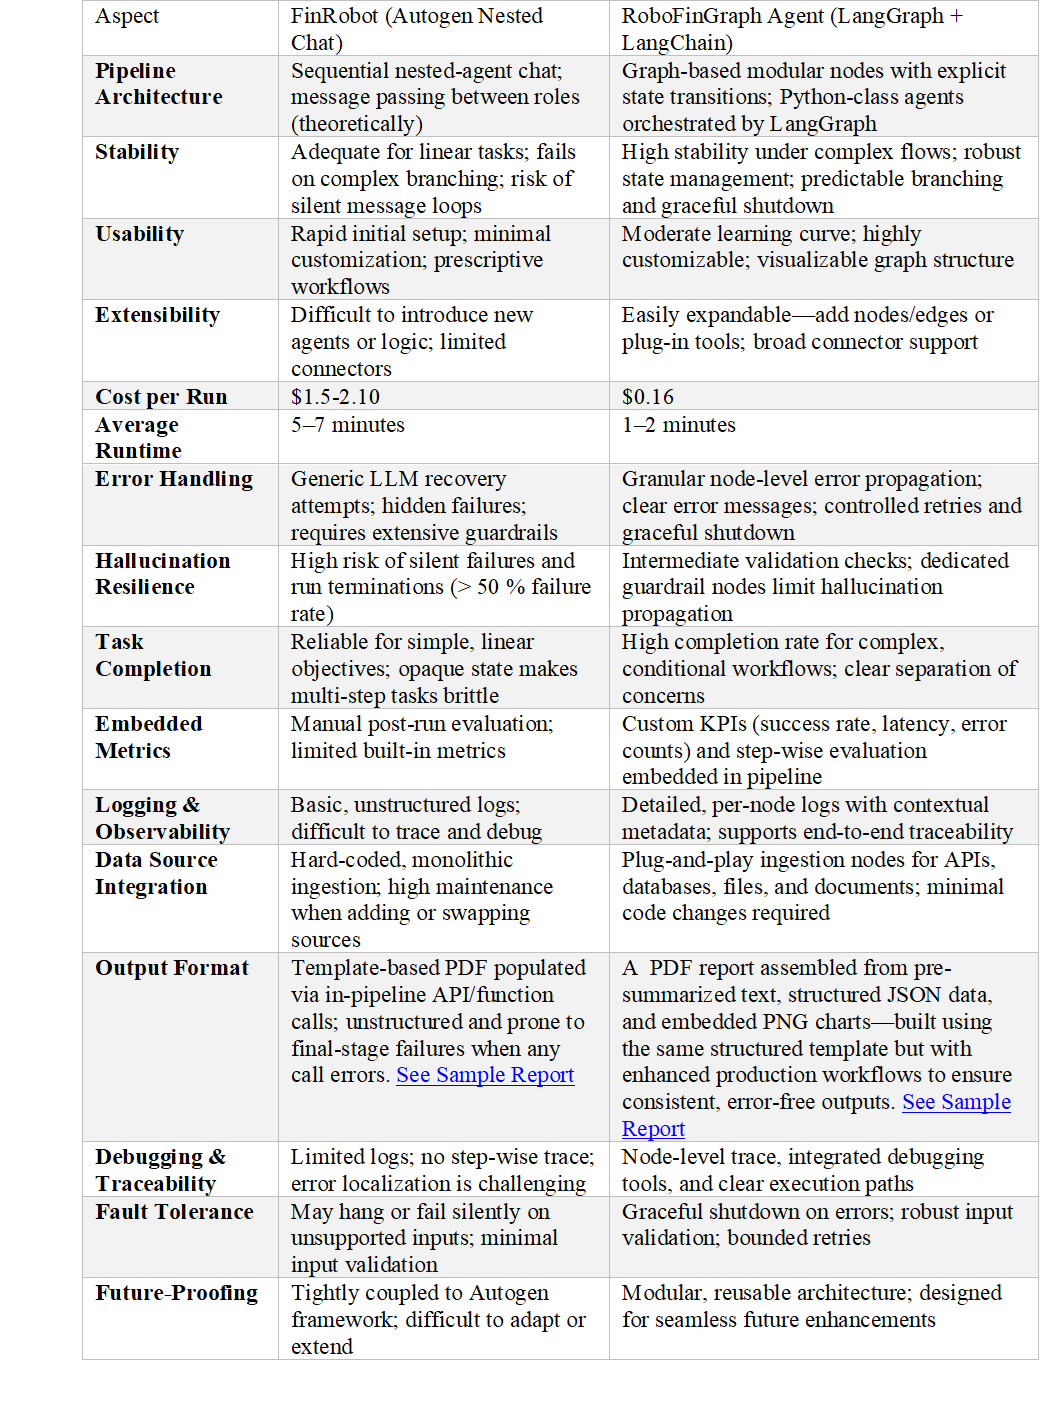 Aspect
FinRobot (Autogen Nested
Chat)
RoboFinGraph Agent (LangGraph +
LangChain)
Pipeline
Architecture
Sequential nested-agent chat;
message passing between roles
(theoretically)
Graph-based modular nodes with explicit
state transitions; Python-class agents
orchestrated by LangGraph
Stability
Adequate for linear tasks; fails
on complex branching; risk of
silent message loops
High stability under complex flows; robust
state management; predictable branching
and graceful shutdown
Usability
Rapid initial setup; minimal
customization; prescriptive
workflows
Moderate learning curve; highly
customizable; visualizable graph structure
Extensibility
Difficult to introduce new
agents or logic; limited
connectors
Easily expandable—add nodes/edges or
plug-in tools; broad connector support
Cost per Run
$1.5-2.10
$0.16
Average
Runtime
5–7 minutes
1–2 minutes
Error Handling
Generic LLM recovery
attempts; hidden failures;
requires extensive guardrails
Granular node-level error propagation;
clear error messages; controlled retries and
graceful shutdown
Hallucination
Resilience
High risk of silent failures and
run terminations (> 50 % failure
rate)
Intermediate validation checks; dedicated
guardrail nodes limit hallucination
propagation
Task
Completion
Reliable for simple, linear
objectives; opaque state makes
multi-step tasks brittle
High completion rate for complex,
conditional workflows; clear separation of
concerns
Embedded
Metrics
Manual post-run evaluation;
limited built-in metrics
Custom KPIs (success rate, latency, error
counts) and step-wise evaluation
embedded in pipeline
Logging &
Observability
Basic, unstructured logs;
difficult to trace and debug
Detailed, per-node logs with contextual
metadata; supports end-to-end traceability
Data Source
Integration
Hard-coded, monolithic
ingestion; high maintenance
when adding or swapping
sources
Plug-and-play ingestion nodes for APIs,
databases, files, and documents; minimal
code changes required
Output Format
Template-based PDF populated
via in-pipeline API/function
calls; unstructured and prone to
final-stage failures when any
call errors. See Sample Report
A  PDF report assembled from pre-
summarized text, structured JSON data,
and embedded PNG charts—built using
the same structured template but with
enhanced production workflows to ensure
consistent, error-free outputs. See Sample
Report
Debugging &
Traceability
Limited logs; no step-wise trace;
error localization is challenging
Node-level trace, integrated debugging
tools, and clear execution paths
Fault Tolerance
May hang or fail silently on
unsupported inputs; minimal
input validation
Graceful shutdown on errors; robust input
validation; bounded retries
Future-Proofing
Tightly coupled to Autogen
framework; difficult to adapt or
extend
Modular, reusable architecture; designed
for seamless future enhancements